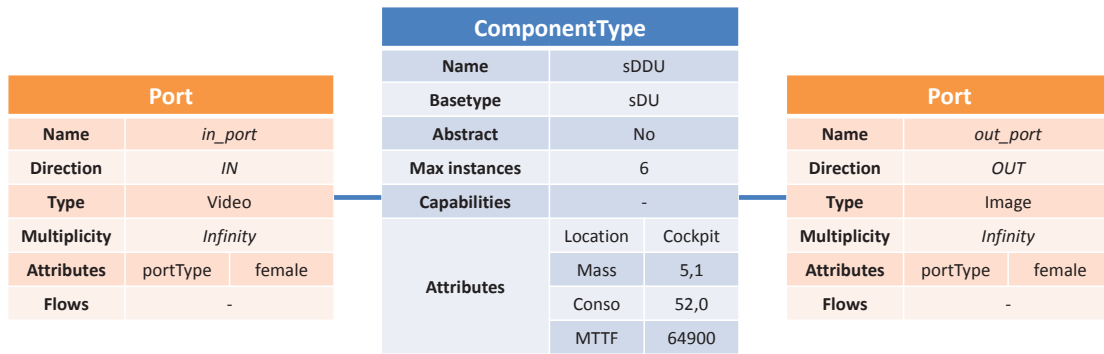 Port
Name in_port
Direction IN
Type Video
Multiplicity Infinity
Attributes portType female
Flows -
ComponentType
Name sDDU
Basetype sDU
Abstract No
Max instances 6
Capabilities -
Attributes
Location Cockpit
Mass 5,1
Conso 52,0
MTTF 64900
Port
Name out_port
Direction OUT
Type Image
Multiplicity Infinity
Attributes portType female
Flows -